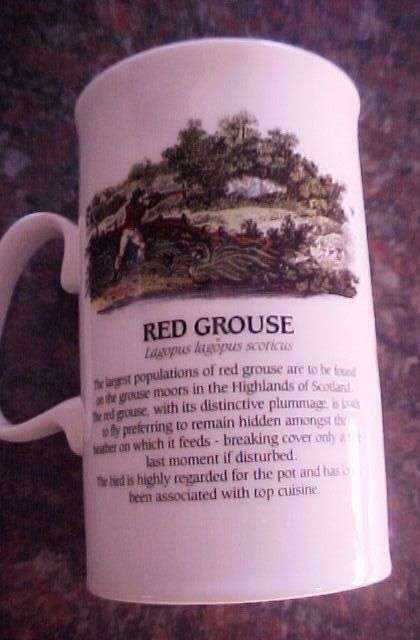 RED GROUSE
Lagopus lagopus scoticus
The largest populations of red grouse are to be found
on the grouse moors in the Highlands of Scotland.
The red grouse, with its distinctive plummage, is
to fly preferring to remain hidden amongst the
heather on which it feeds - breaking cover only
last moment if disturbed.
The bird is highly regarded for the pot and has
been associated with top cuisine.